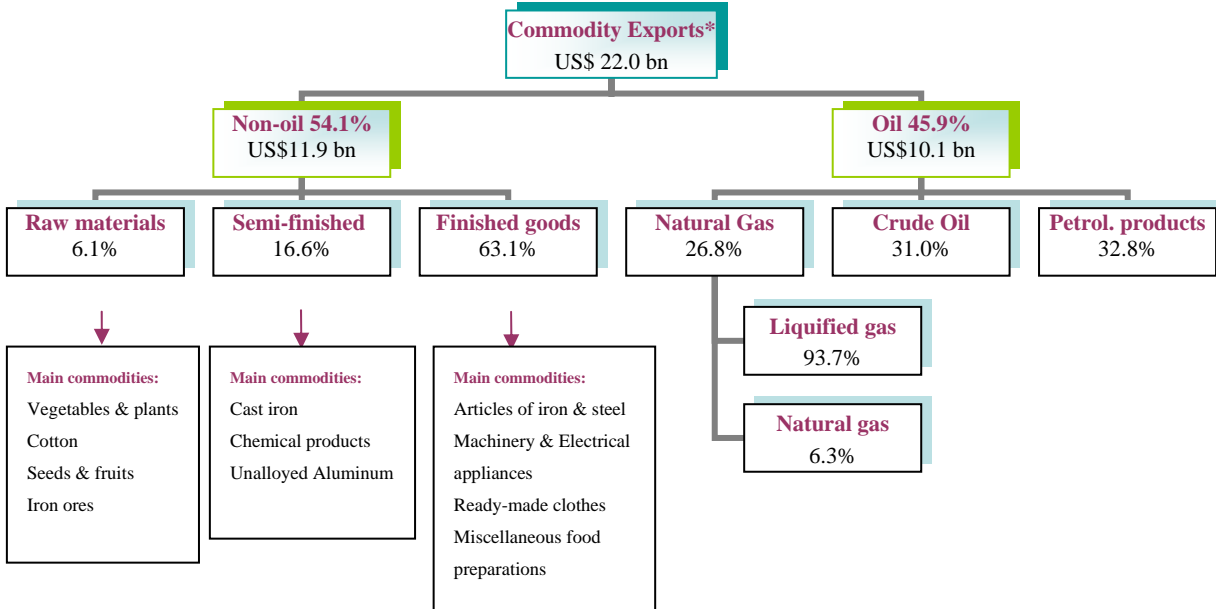 Commodity Exports*
US$ 22.0 bn
Non-oil 54.1%
US$11.9 bn
Oil 45.9%
US$10.1 bn
Raw materials
6.1%
Semi-finished
16.6%
Finished goods
63.1%
Natural Gas
26.8%
Crude Oil
31.0%
Petrol. products
32.8%
Liquified gas
93.7%
Natural gas
6.3%
Main commodities:
Vegetables & plants
Cotton
Seeds & fruits
Iron ores
Main commodities:
Cast iron
Chemical products
Unalloyed Aluminum
Main commodities:
Articles of iron & steel
Machinery & Electrical
appliances
Ready-made clothes
Miscellaneous food
preparations